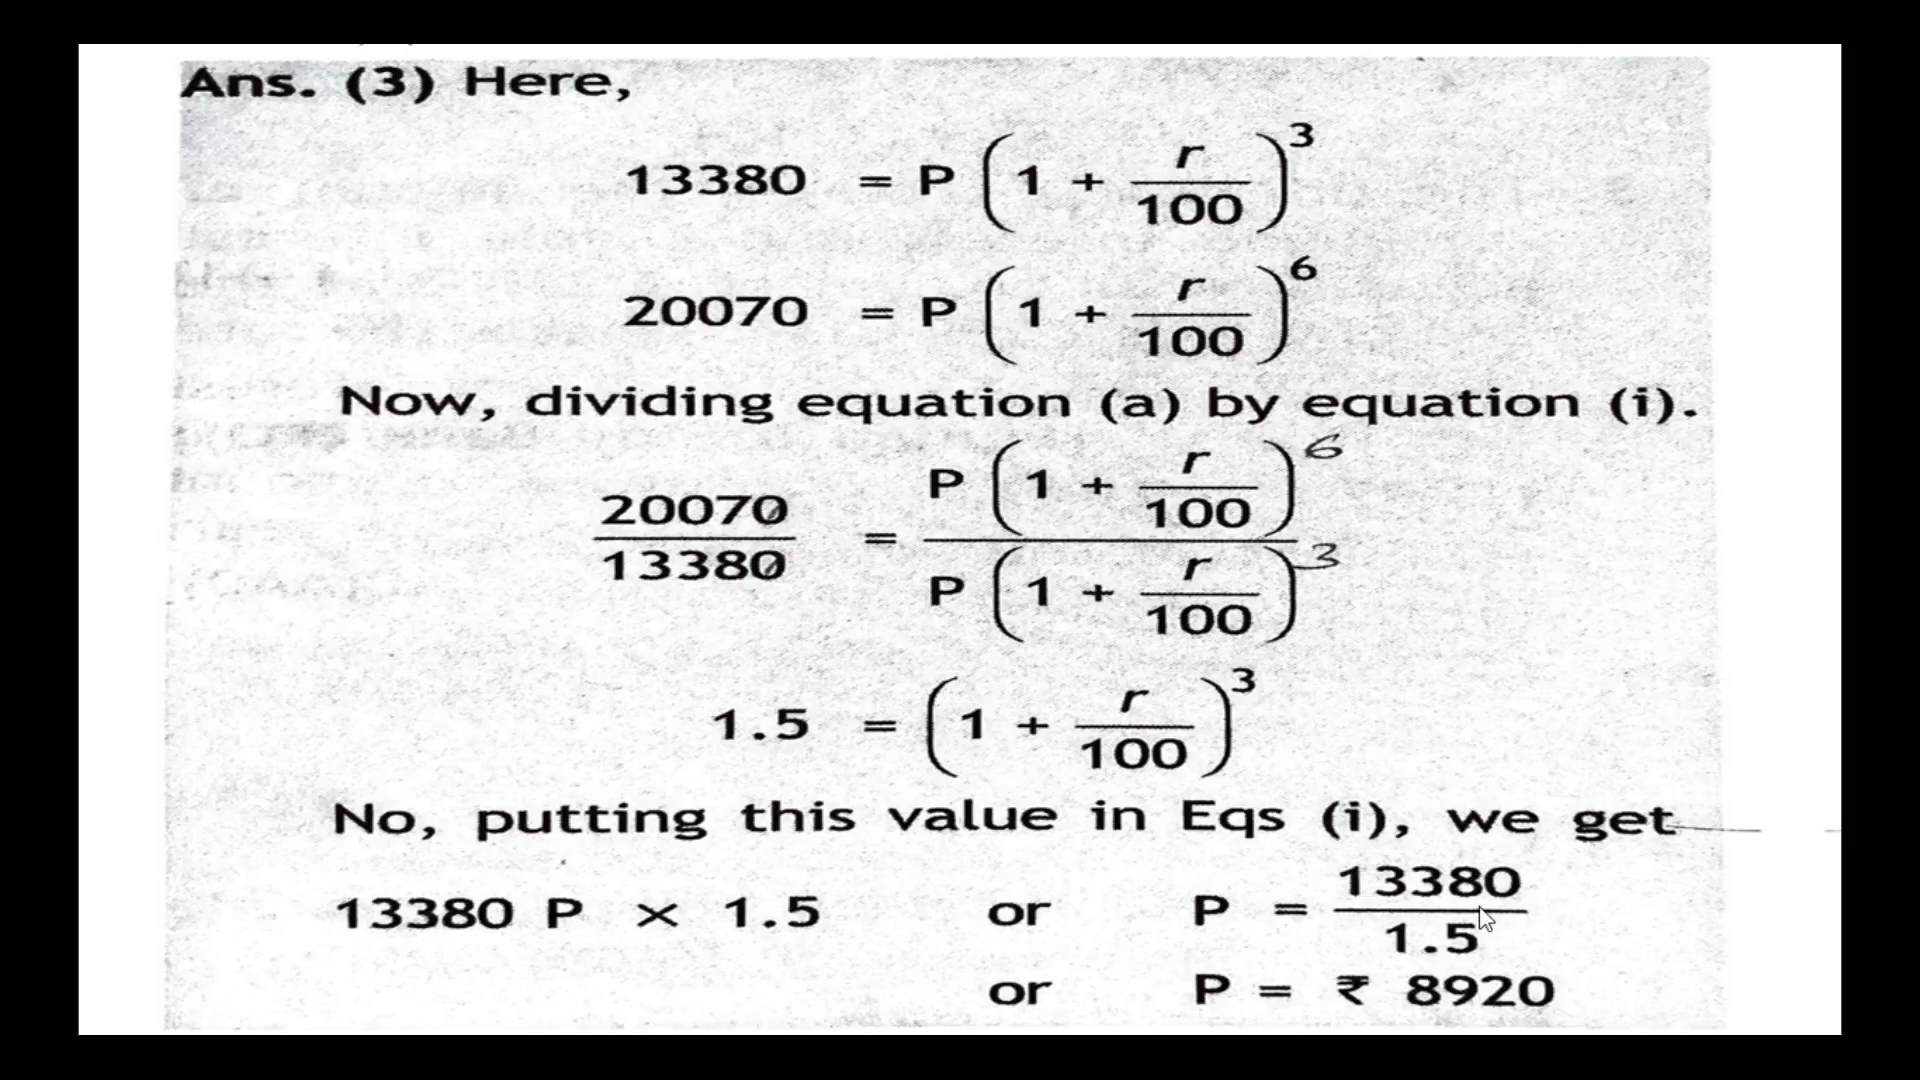 Ans. (3) Here,
13380 = P (1 + r/100)^3
20070 = P (1 + r/100)^6
Now, dividing equation (a) by equation (i).
20070/13380 = P (1 + r/100)^6 / P (1 + r/100)^3
1.5 = (1 + r/100)^3
No, putting this value in Eqs (i), we get
13380 P × 1.5 or P = 13380/1.5
or P = ₹ 8920